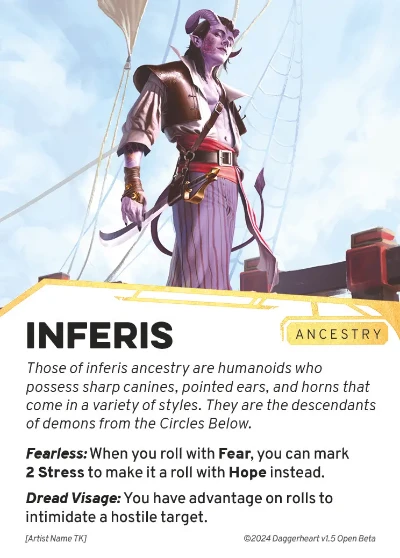 INFERIS
ANCESTRY
Those of inferis ancestry are humanoids who
possess sharp canines, pointed ears, and horns that
come in a variety of styles. They are the descendants
of demons from the Circles Below.
Fearless: When you roll with Fear, you can mark
2 Stress to make it a roll with Hope instead.
Dread Visage: You have advantage on rolls to
intimidate a hostile target.
[Artist Name TK]
©2024 Daggerheart v1.5 Open Beta